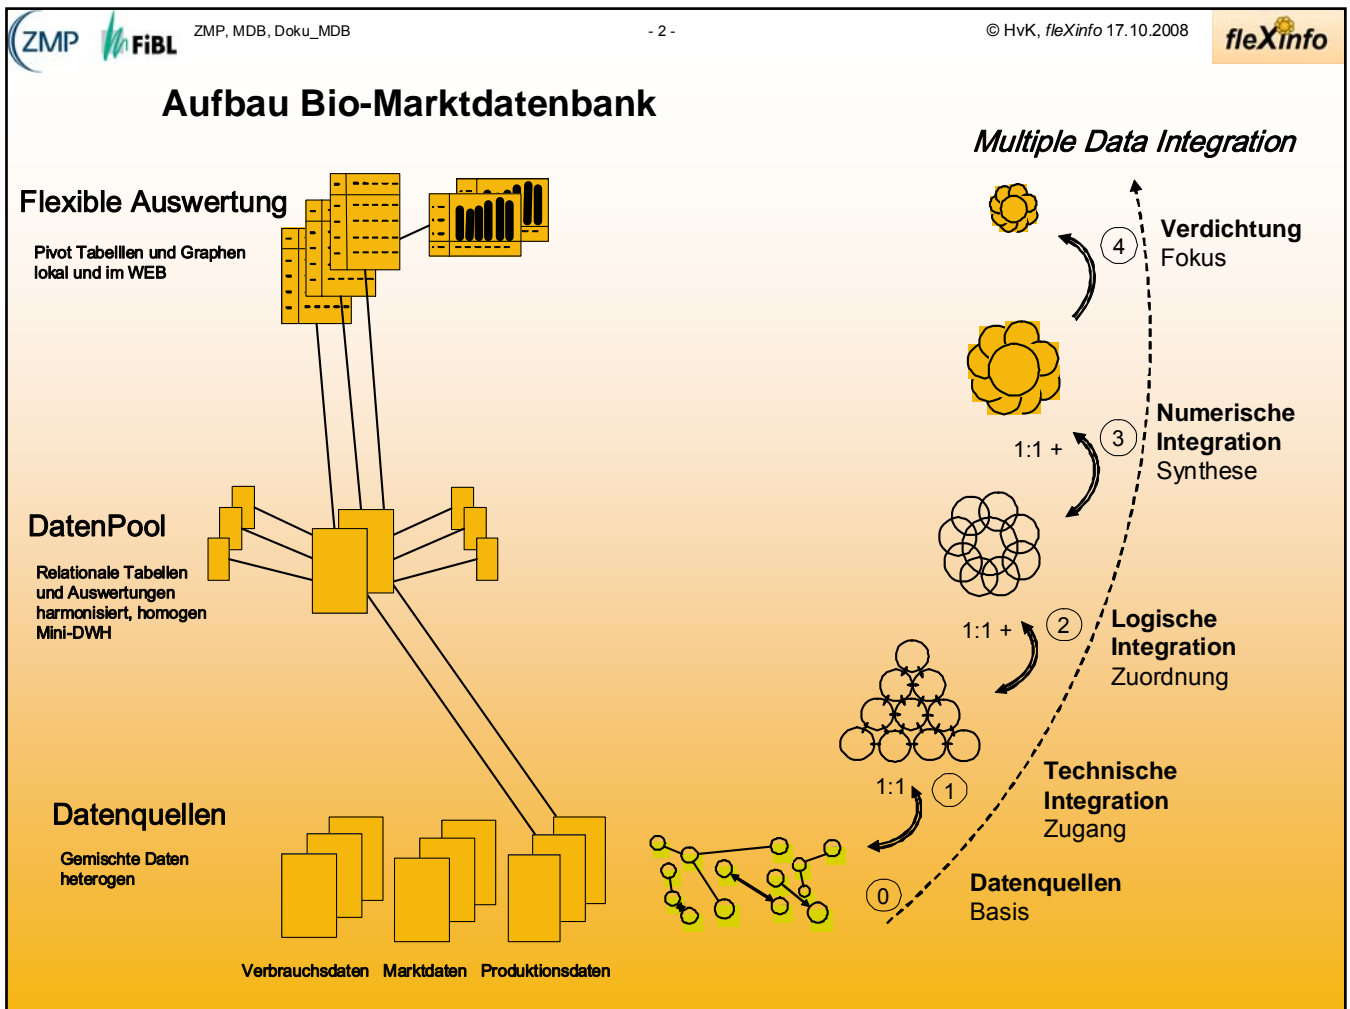 ZMP
FiBL
ZMP, MDB, Doku_MDB
- 2 -
© HvK, fleXinfo 17.10.2008
fleXinfo
Aufbau Bio-Marktdatenbank
Multiple Data Integration
Flexible Auswertung
Pivot Tabelllen und Graphen
lokal und im WEB
4
Verdichtung
Fokus
1:1 +
3
Numerische
Integration
Synthese
DatenPool
Relationale Tabellen
und Auswertungen
harmonisiert, homogen
Mini-DWH
1:1 +
2
Logische
Integration
Zuordnung
1:1
1
Technische
Integration
Zugang
Datenquellen
Gemischte Daten
heterogen
0
Datenquellen
Basis
Verbrauchsdaten
Marktdaten
Produktionsdaten